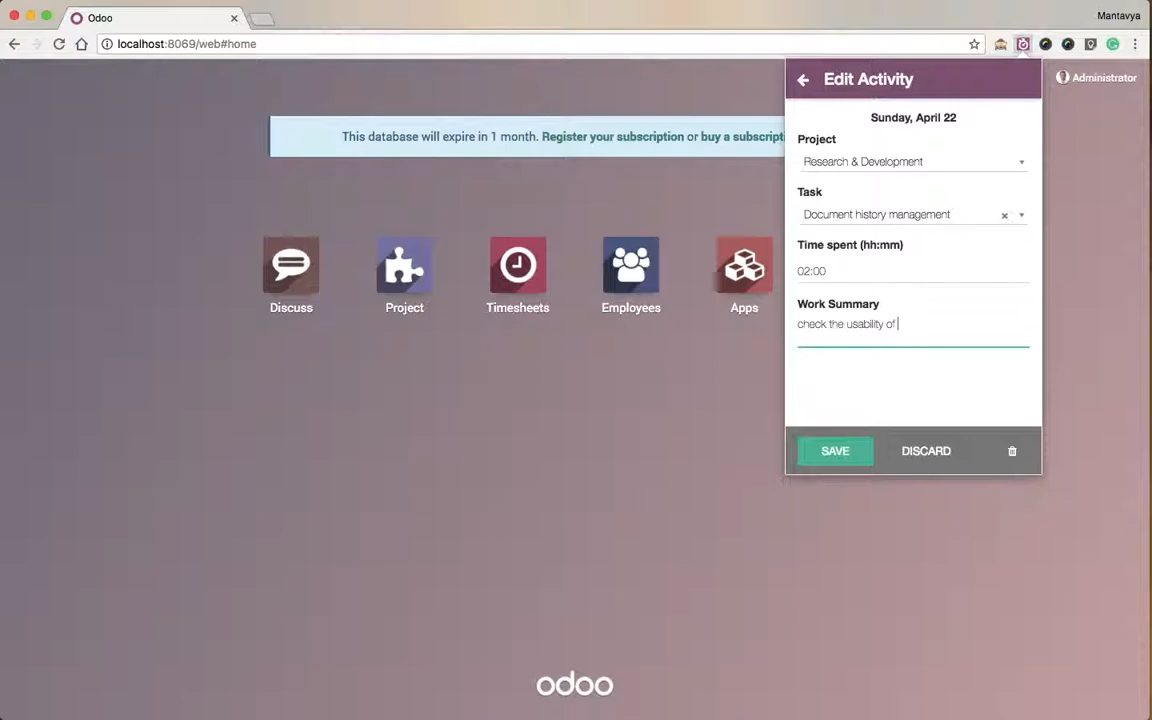 Odoo
Mantavya
localhost:8069/web#home
Edit Activity
Administrator
Sunday, April 22
This database will expire in 1 month. Register your subscription or buy a subscripti
Project
Research & Development
Task
Document history management
Time spent (hh:mm)
02:00
Work Summary
check the usability of
Discuss
Project
Timesheets
Employees
Apps
SAVE
DISCARD
odoo